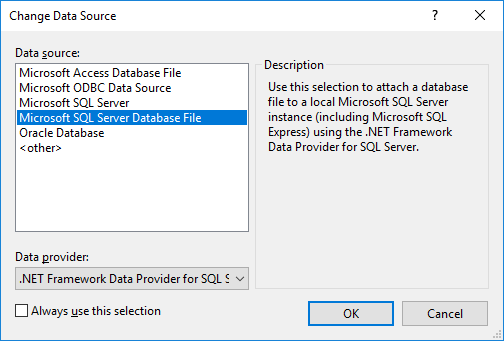 Change Data Source
?
Data source:
Microsoft Access Database File
Microsoft ODBC Data Source
Microsoft SQL Server
Microsoft SQL Server Database File
Oracle Database
<other>
Description
Use this selection to attach a database
file to a local Microsoft SQL Server
instance (including Microsoft SQL
Express) using the .NET Framework
Data Provider for SQL Server.
Data provider:
.NET Framework Data Provider for SQL S
Always use this selection
OK
Cancel